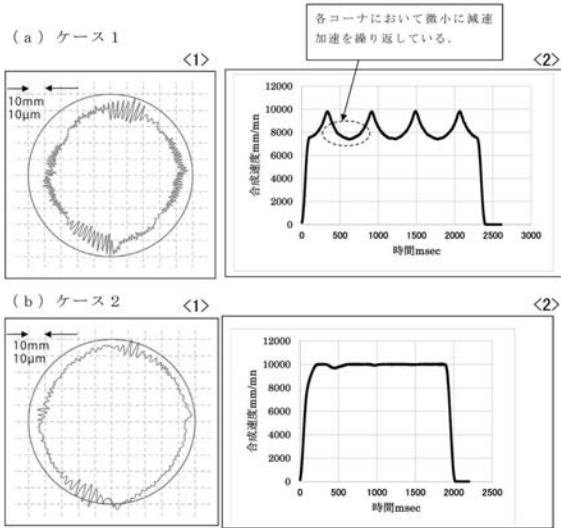 各コーナにおいて微小に減速
加速を繰り返している.
(a) ケース1
<1>
<2>
10mm
10μm
12000
10000
8000
6000
4000
2000
0
合成速度mm/mn
0 500 1000 1500 2000 2500 3000
時間msec
(b) ケース2
<1>
<2>
10mm
10μm
12000
10000
8000
6000
4000
2000
0
合成速度mm/mn
0 500 1000 1500 2000 2500
時間msec